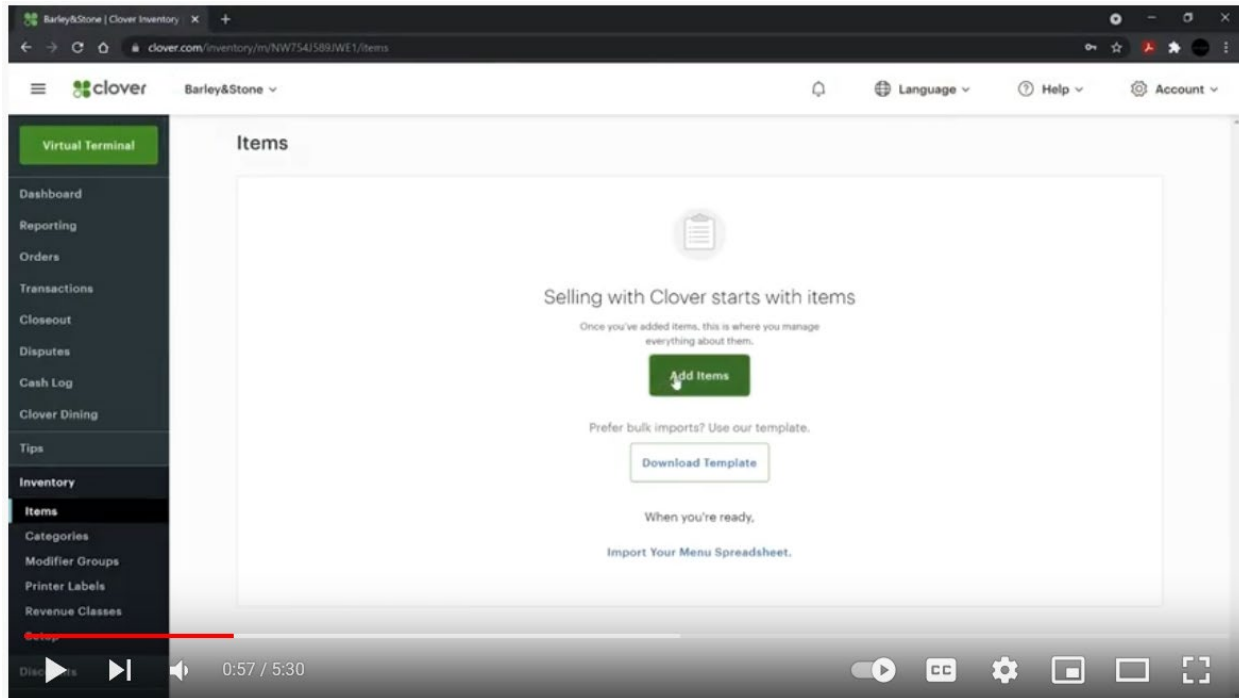 Barley&Stone | Clover Inventory
clover.com/inventory/m/NW754J589JWE1/items
clover
Barley&Stone
Language
Help
Account
Virtual Terminal
Dashboard
Reporting
Orders
Transactions
Closeout
Disputes
Cash Log
Clover Dining
Tips
Inventory
Items
Categories
Modifier Groups
Printer Labels
Revenue Classes
Setup
Discounts
Items
Selling with Clover starts with items
Once you've added items, this is where you manage
everything about them.
Add Items
Prefer bulk imports? Use our template.
Download Template
When you're ready,
Import Your Menu Spreadsheet.
0:57 / 5:30
CC